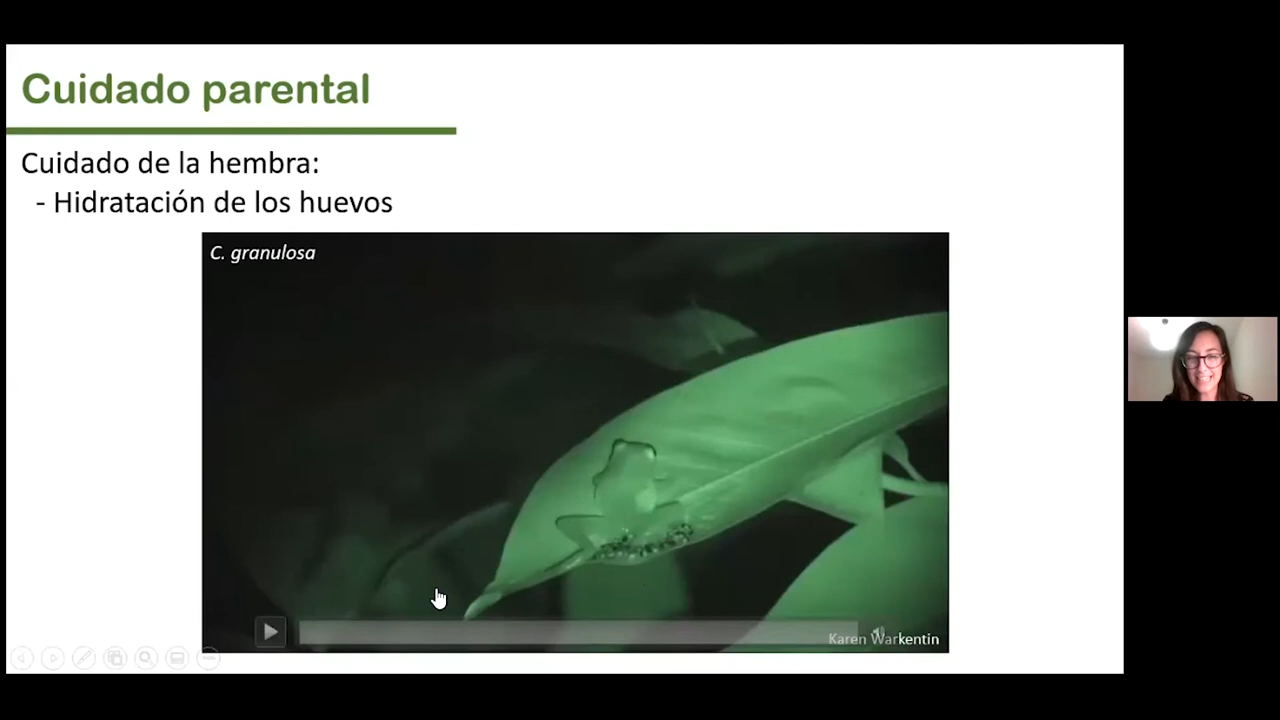 Cuidado parental
Cuidado de la hembra:
- Hidratación de los huevos
C. granulosa
Karen Warkentin